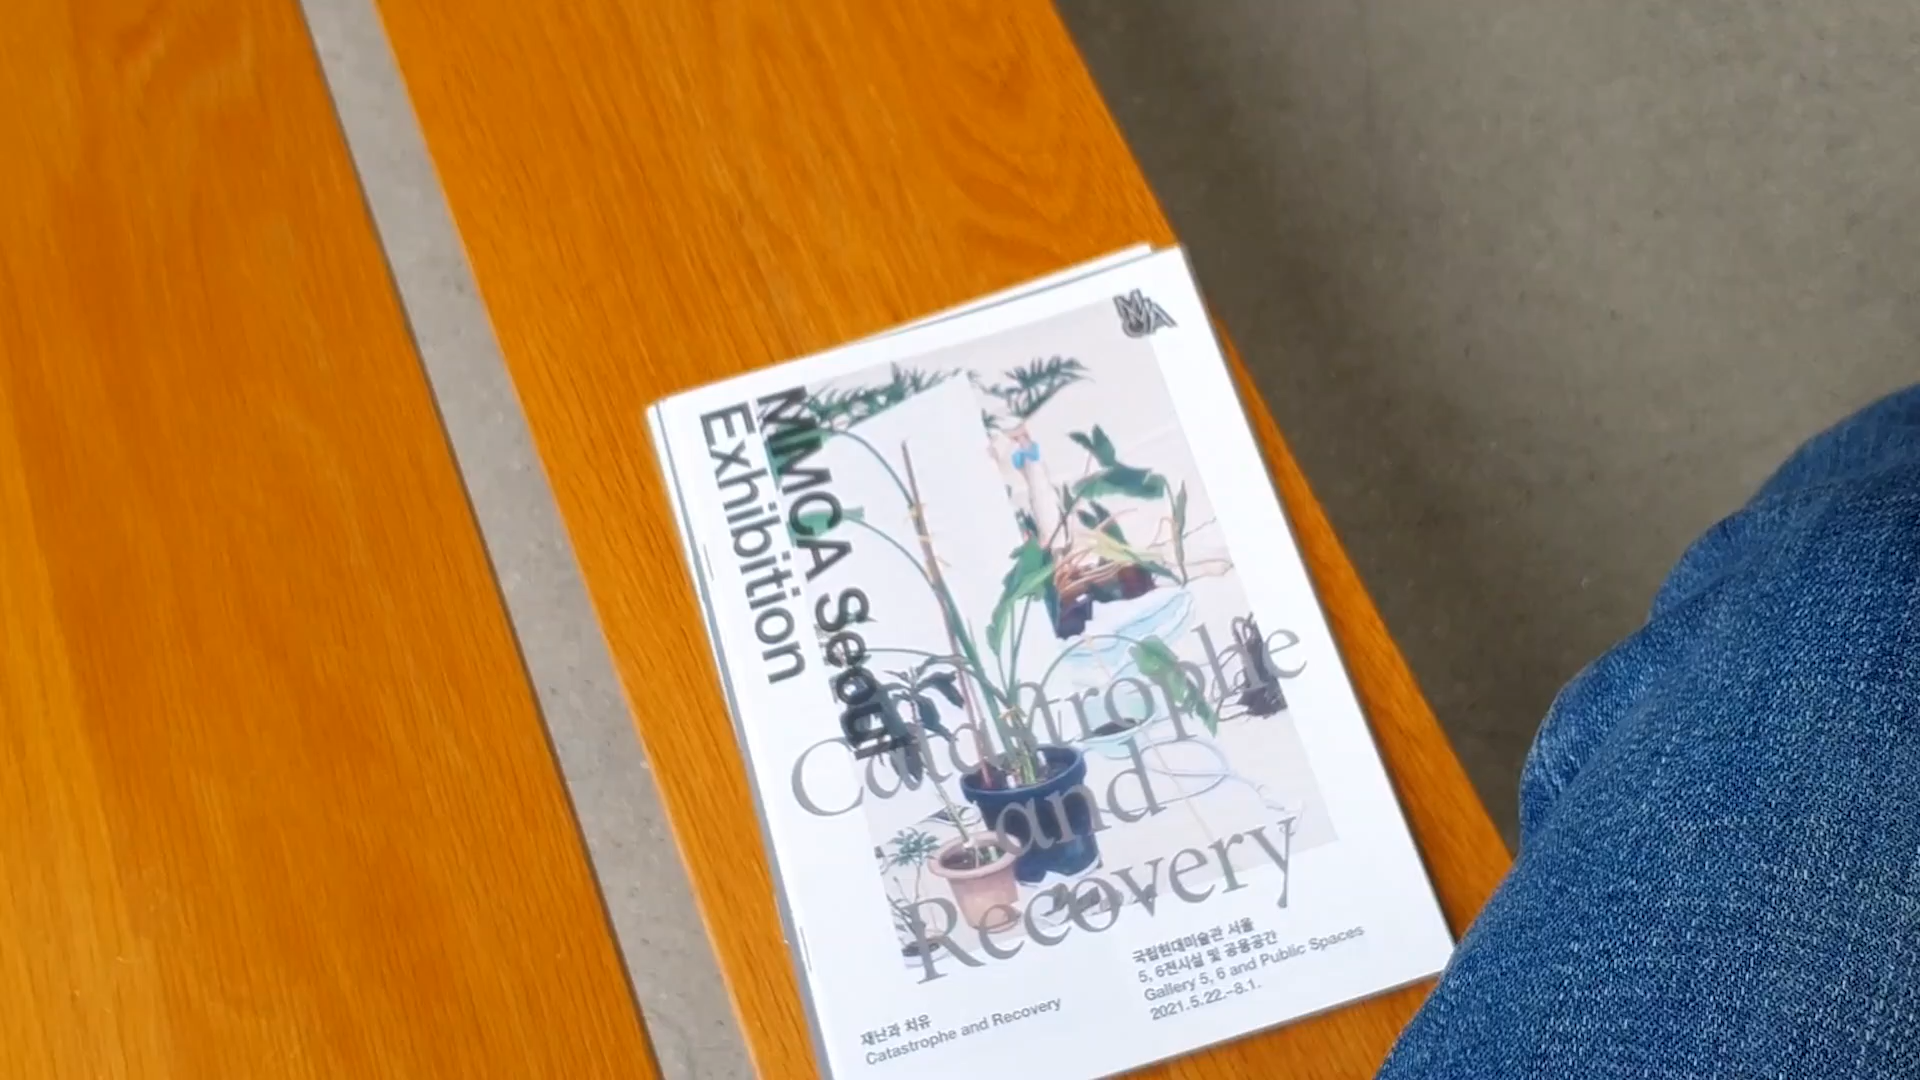 MMCA Seoul
Exhibition
Catastrophe
and
Recovery
재난과 치유
Catastrophe and Recovery
국립현대미술관 서울
5, 6전시실 및 공용공간
Gallery 5, 6 and Public Spaces
2021.5.22.–8.1.